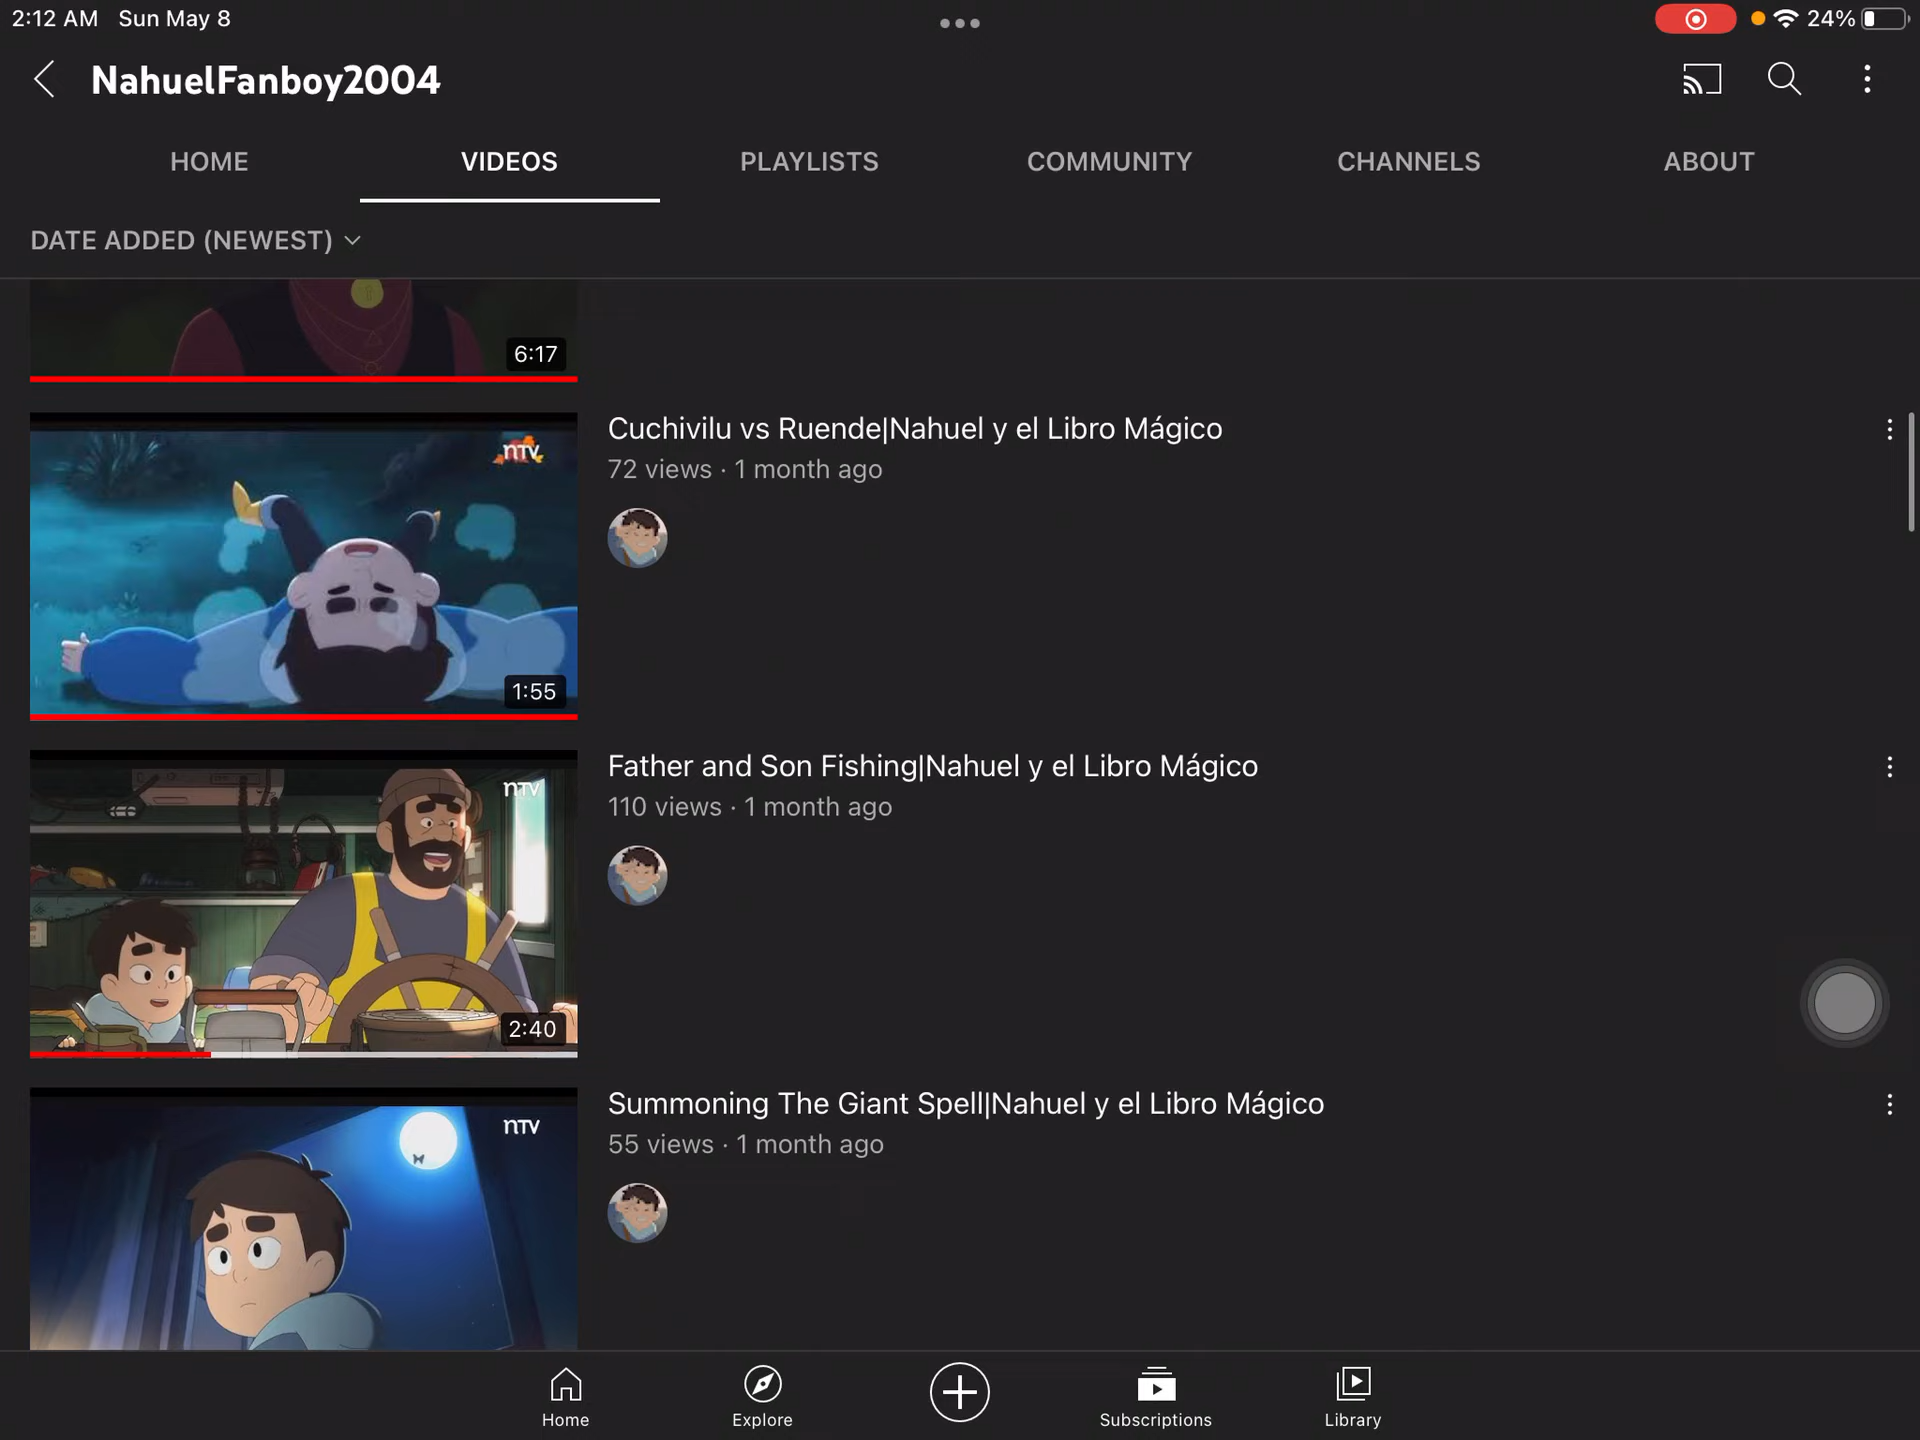 2:12 AM Sun May 8
24%
NahuelFanboy2004
HOME VIDEOS PLAYLISTS COMMUNITY CHANNELS ABOUT
DATE ADDED (NEWEST)
6:17
Cuchivilu vs Ruende|Nahuel y el Libro Mágico
72 views · 1 month ago
ntv
1:55
Father and Son Fishing|Nahuel y el Libro Mágico
110 views · 1 month ago
ntv
2:40
Summoning The Giant Spell|Nahuel y el Libro Mágico
55 views · 1 month ago
ntv
Home Explore Subscriptions Library